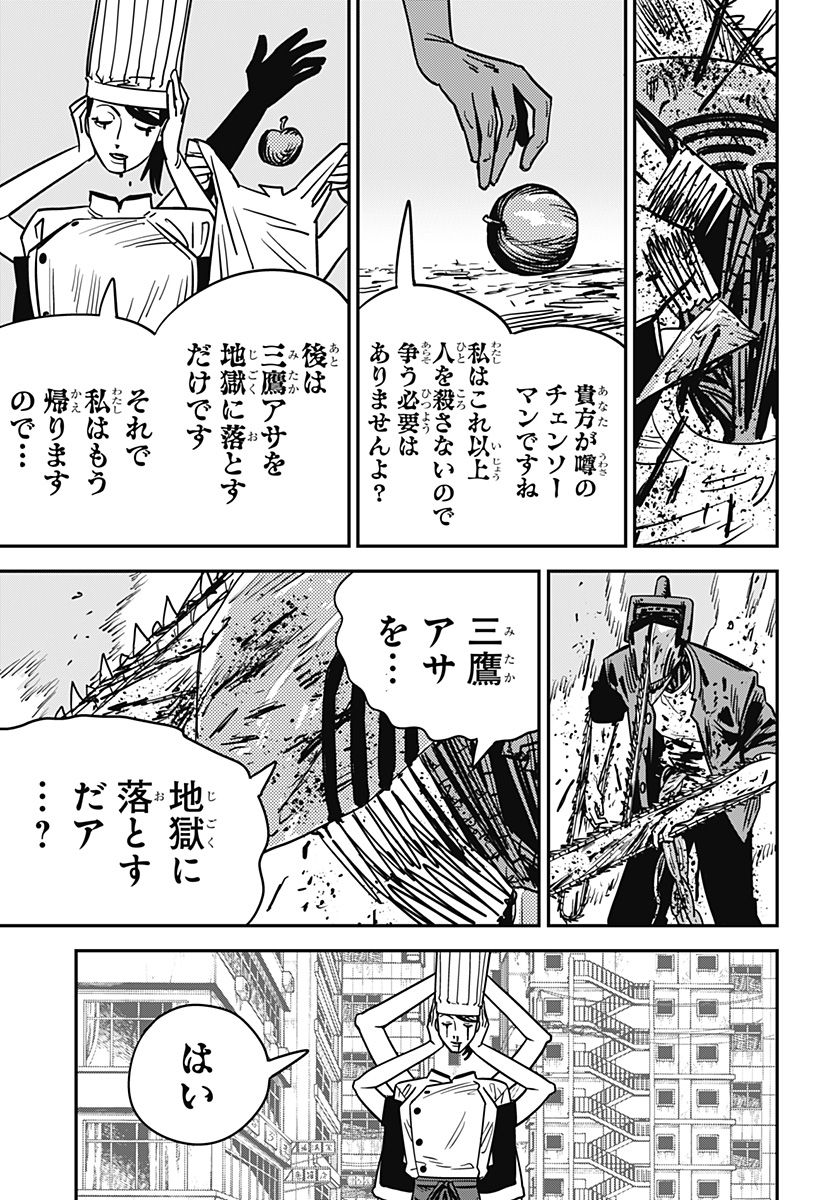 貴方が噂の
チェンソー
マンですね
私はこれ以上
人を殺さないので
争う必要は
ありませんよ？
後は
三鷹アサを
地獄に落とす
だけです
それで
私はもう
帰ります
ので…
三鷹
アサ
を…
地獄に
落とす
だア
…？
はい